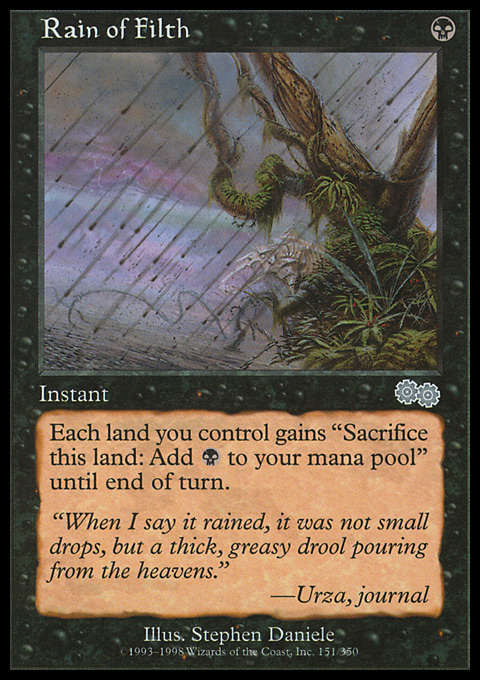 Rain of Filth
Instant
Each land you control gains “Sacrifice
this land: Add to your mana pool”
until end of turn.
“When I say it rained, it was not small
drops, but a thick, greasy drool pouring
from the heavens.”
—Urza, journal
Illus. Stephen Daniele
©1993–1998 Wizards of the Coast, Inc. 151/350